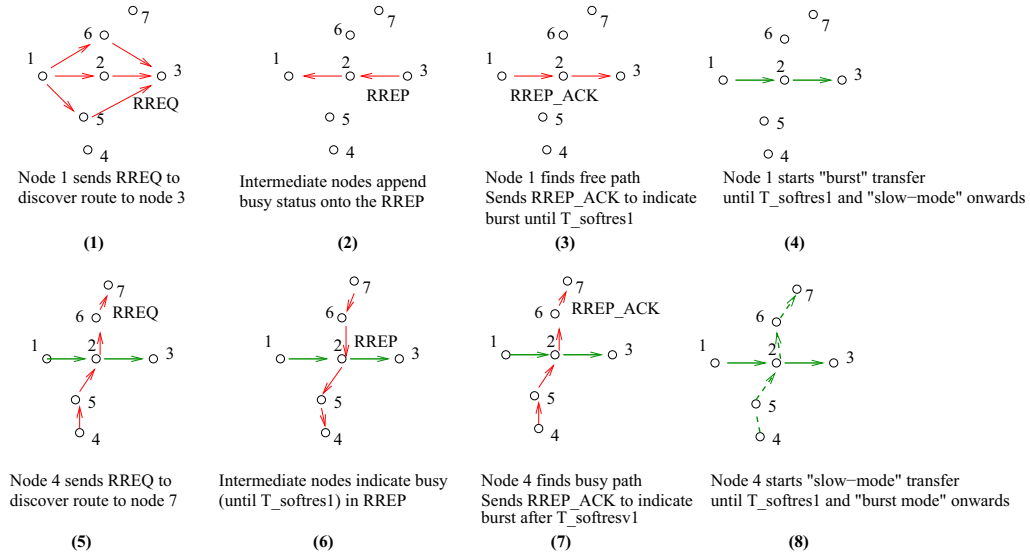 7
6
1
2
3
RREQ
5
4
Node 1 sends RREQ to
discover route to node 3
(1)
7
6
1
2
3
RREP
5
4
Intermediate nodes append
busy status onto the RREP
(2)
7
6
1
2
3
RREP_ACK
5
4
Node 1 finds free path
Sends RREP_ACK to indicate
burst until T_softres1
(3)
7
6
1
2
3
5
4
Node 1 starts "burst" transfer
until T_softres1 and "slow−mode" onwards
(4)
7
6
RREQ
1
2
3
5
4
Node 4 sends RREQ to
discover route to node 7
(5)
7
6
1
2
RREP
3
5
4
Intermediate nodes indicate busy
(until T_softres1) in RREP
(6)
7
6
RREP_ACK
1
2
3
5
4
Node 4 finds busy path
Sends RREP_ACK to indicate
burst after T_softresv1
(7)
7
6
1
2
3
5
4
Node 4 starts "slow−mode" transfer
until T_softres1 and "burst mode" onwards
(8)